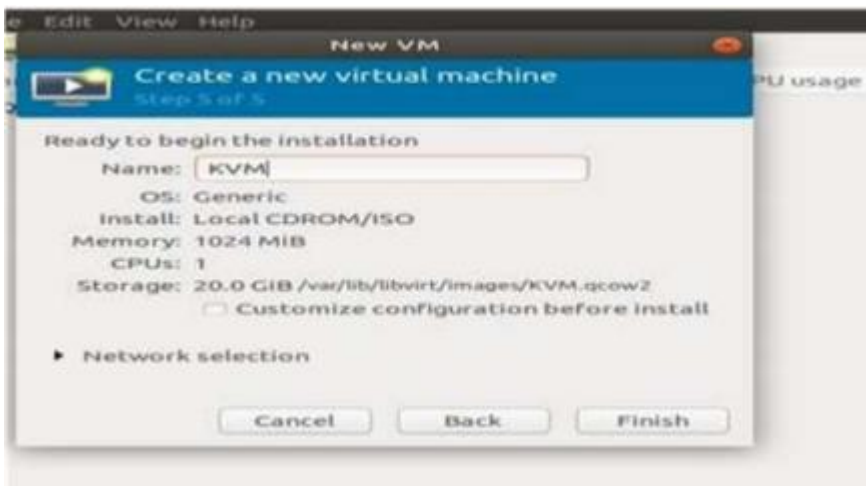 Edit View Help
New VM
Create a new virtual machine
Step 5 of 5
PU usage
Ready to begin the installation
Name: KVM
OS: Generic
Install: Local CDROM/ISO
Memory: 1024 MiB
CPUs: 1
Storage: 20.0 GiB /var/lib/libvirt/images/KVM.qcow2
Customize configuration before install
Network selection
Cancel Back Finish